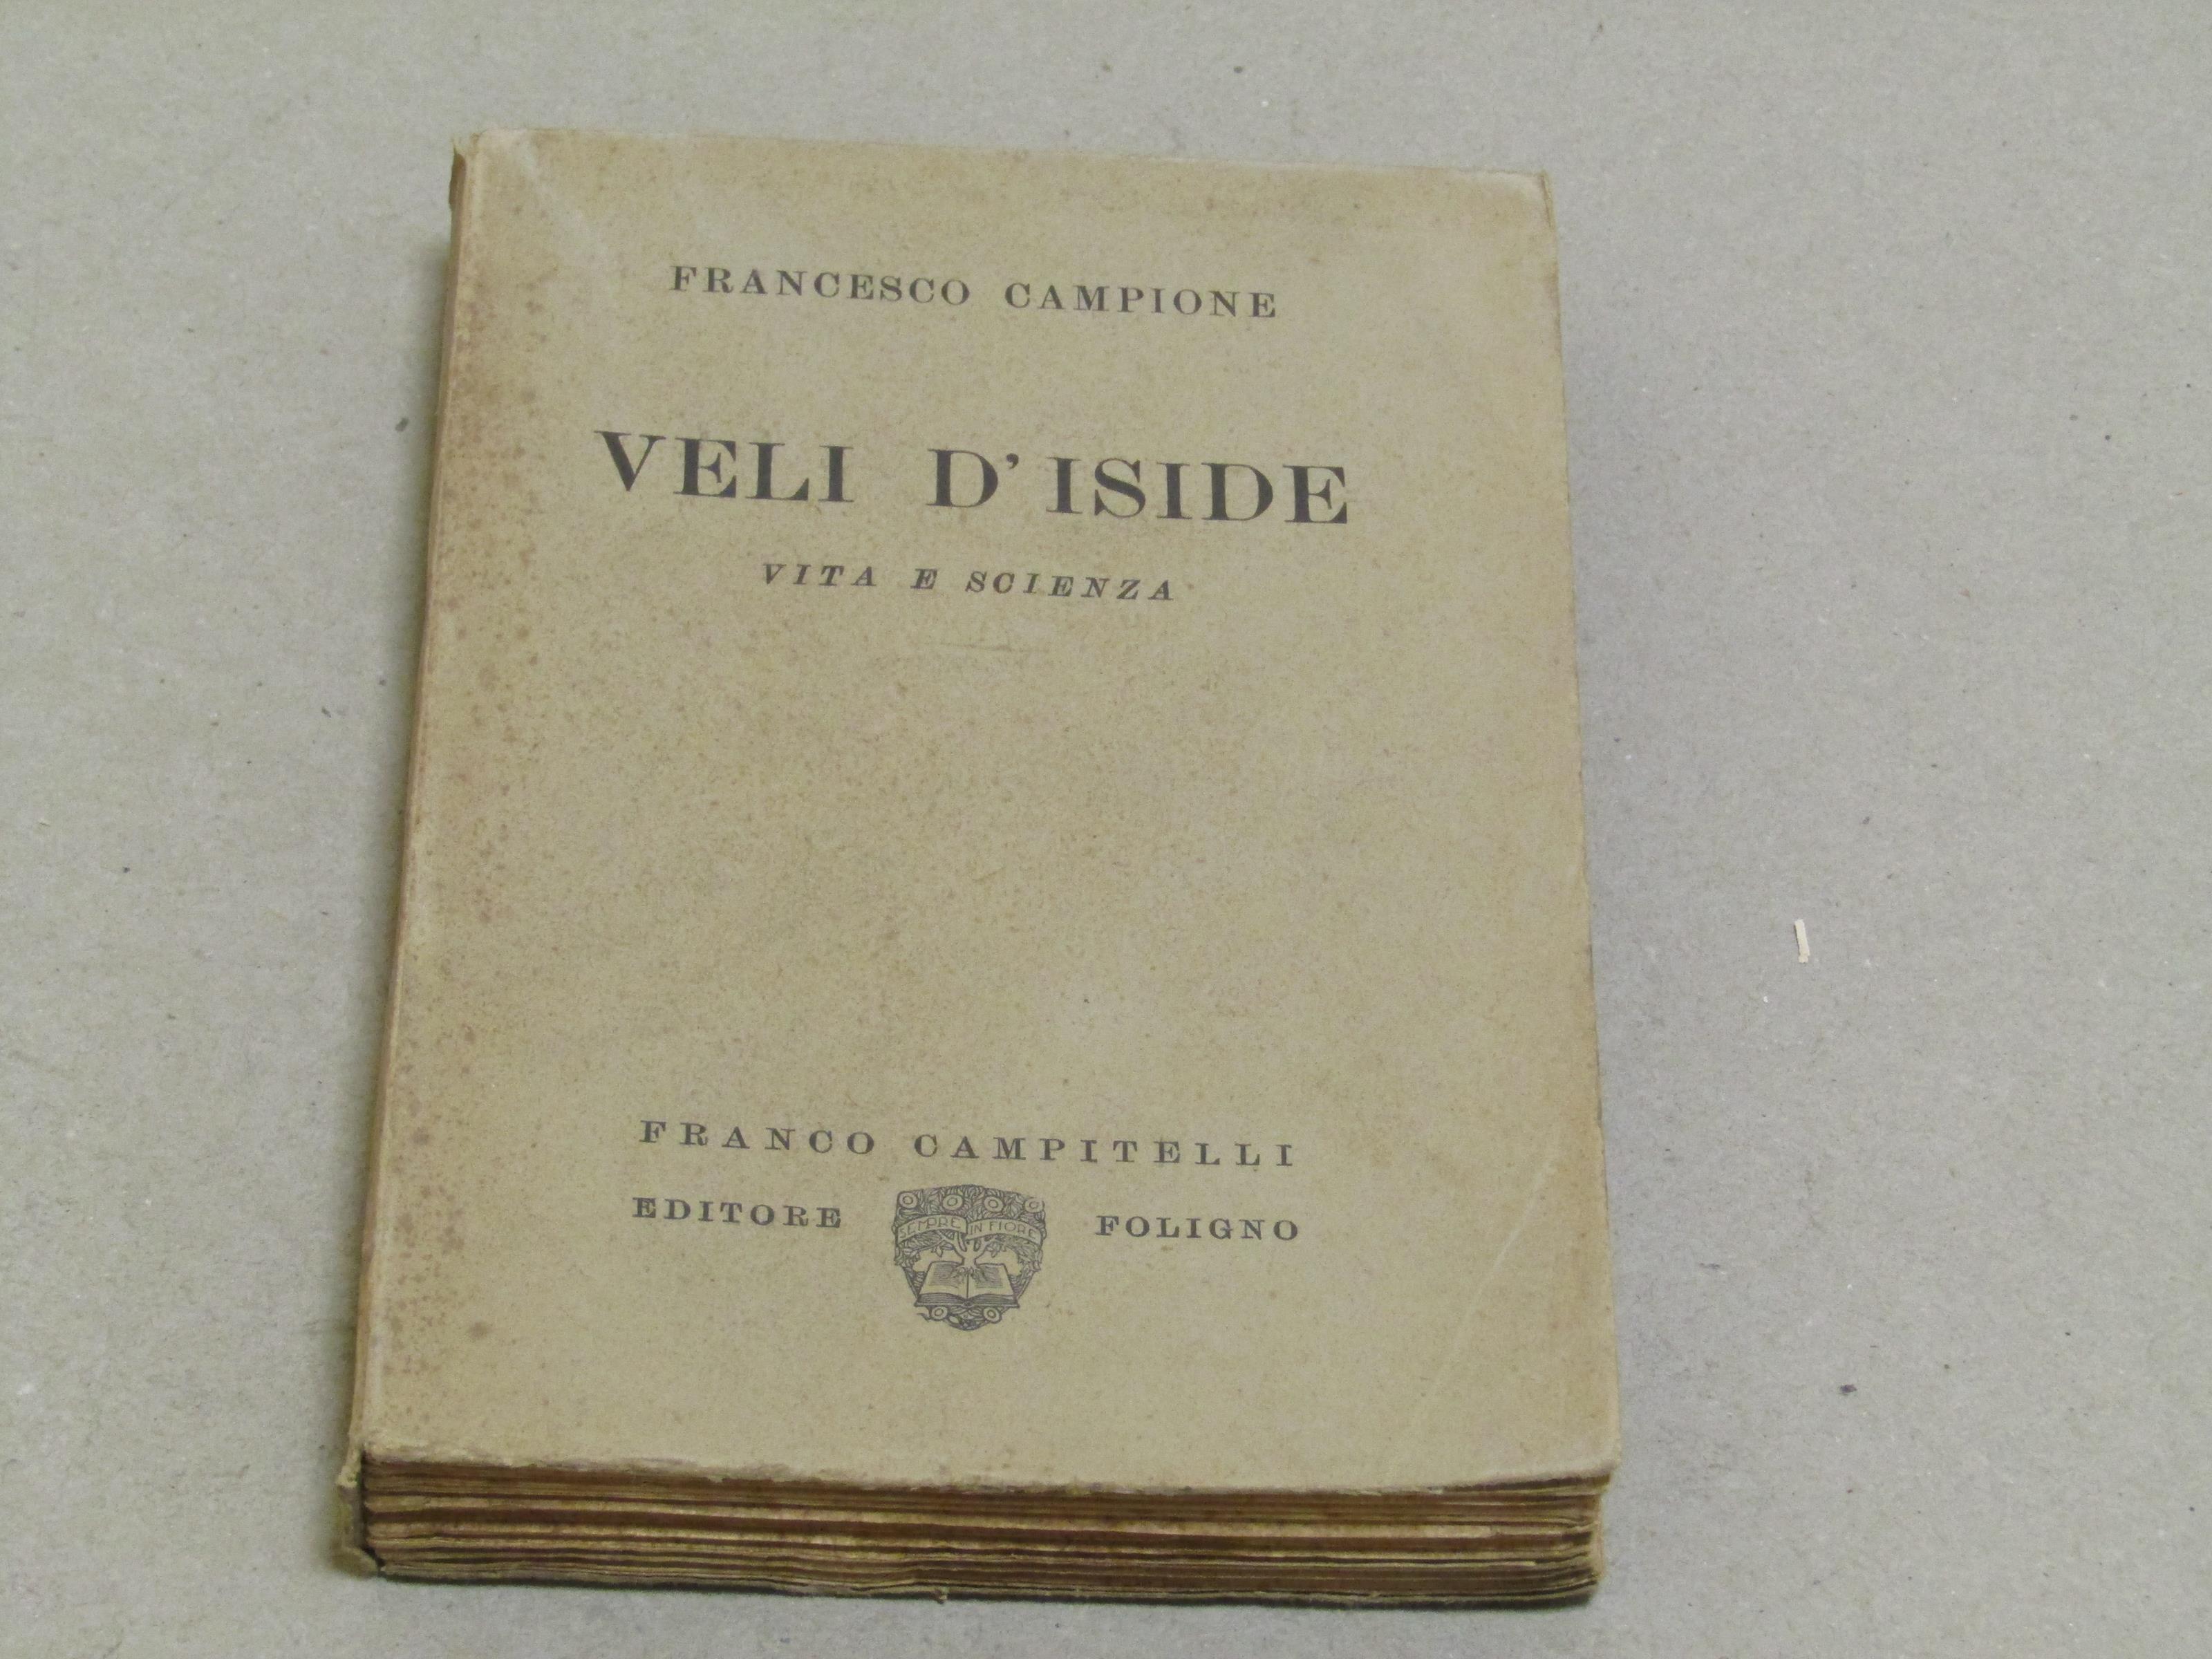 FRANCESCO CAMPIONE
VELI D'ISIDE
VITA E SCIENZA
FRANCO CAMPITELLI
EDITORE FOLIGNO
SEMPRE IN FIORE